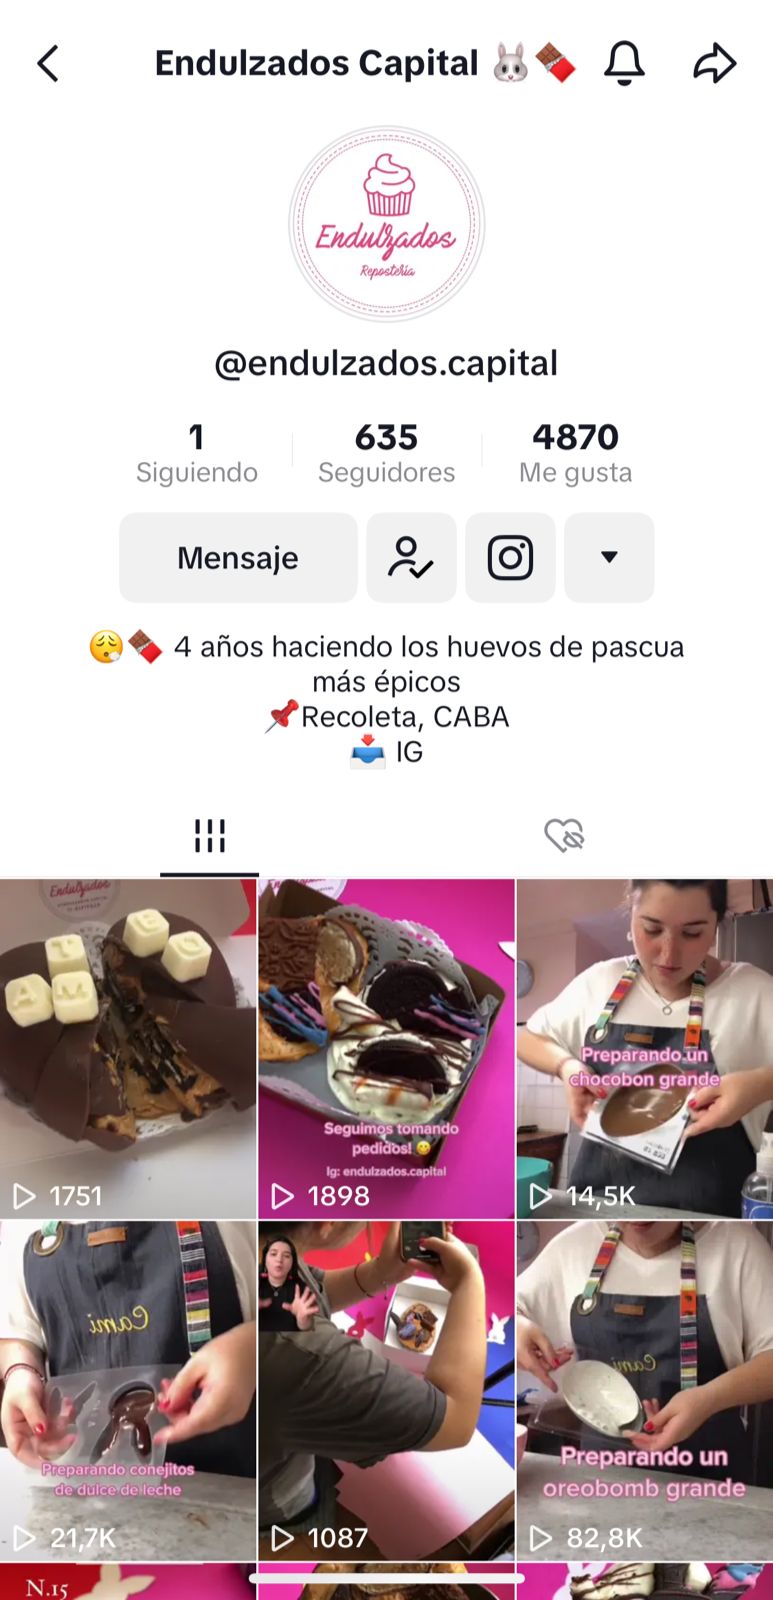 Endulzados Capital 🐰🍫
Endulzados
Repostería
@endulzados.capital
1
Siguiendo
635
Seguidores
4870
Me gusta
Mensaje
😮‍💨🍫 4 años haciendo los huevos de pascua
más épicos
📌Recoleta, CABA
📥 IG
Endulzados
T E O
A M
1751
Seguimos tomando
pedidos! 😋
Ig: endulzados.capital
1898
Preparando un
chocobon grande
14,5K
Cami
Preparando conejitos
de dulce de leche
21,7K
1087
Cami
Preparando un
oreobomb grande
82,8K
N.15